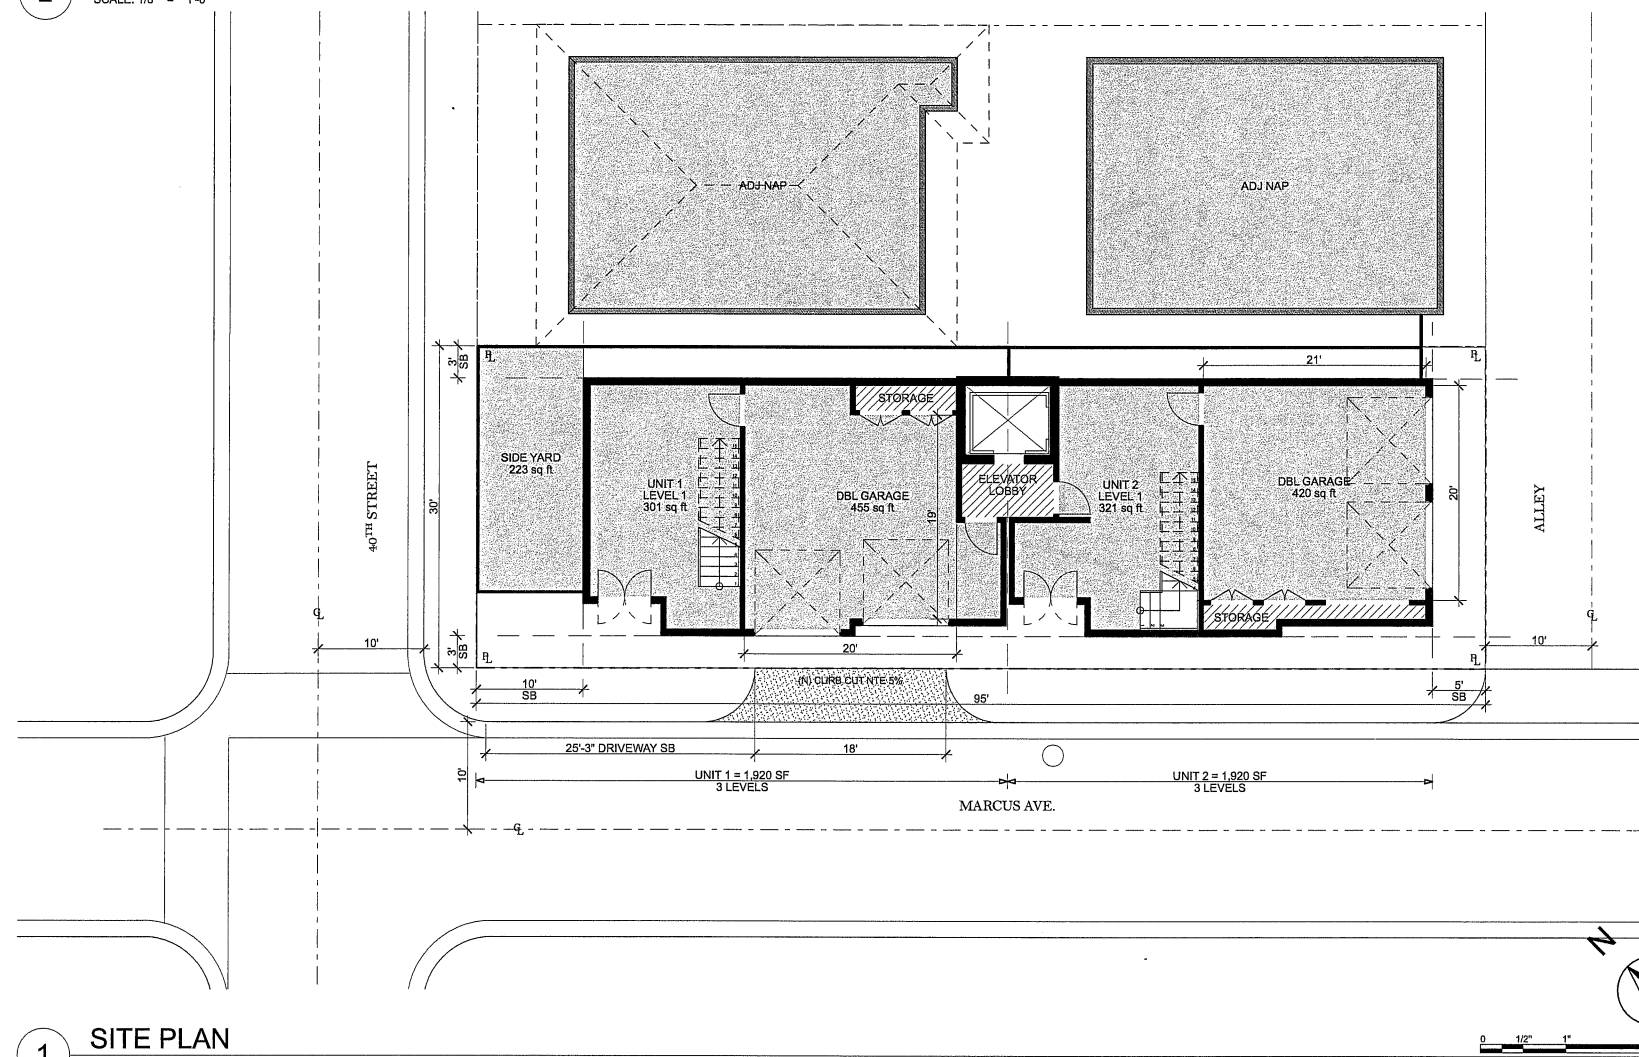 SCALE: 1/8" = 1'-0"
ADJ NAP
ADJ NAP
3'
SB
PL
21'
PL
STORAGE
SIDE YARD
223 sq ft
UNIT 1
LEVEL 1
301 sq ft
DBL GARAGE
455 sq ft
19'
ELEVATOR
LOBBY
UNIT 2
LEVEL 1
321 sq ft
DBL GARAGE
420 sq ft
20'
30'
40TH STREET
ALLEY
CL
STORAGE
CL
10'
3'
SB
PL
20'
PL
10'
10'
SB
(N) CURB CUT NTE 5%
95'
5'
SB
25'-3" DRIVEWAY SB
18'
10'
UNIT 1 = 1,920 SF
3 LEVELS
UNIT 2 = 1,920 SF
3 LEVELS
MARCUS AVE.
CL
N
1
SITE PLAN
0 1/2" 1"